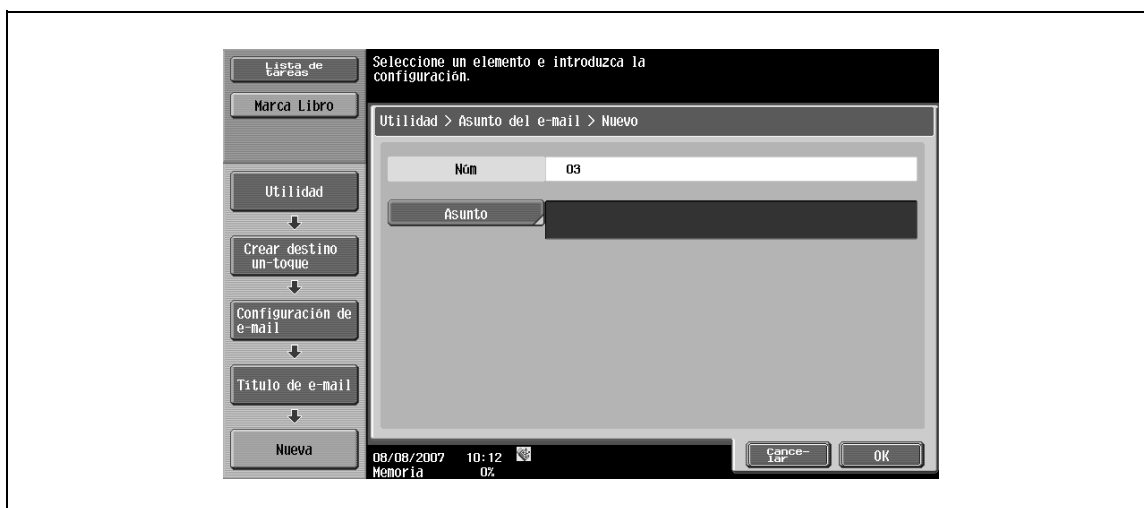 Lista de
tareas
Marca Libro
Utilidad
Crear destino
un-toque
Configuración de
e-mail
Título de e-mail
Nueva
Seleccione un elemento e introduzca la
configuración.
Utilidad > Asunto del e-mail > Nuevo
Núm 03
Asunto
08/08/2007 10:12
Memoria 0%
Cance-
lar
OK